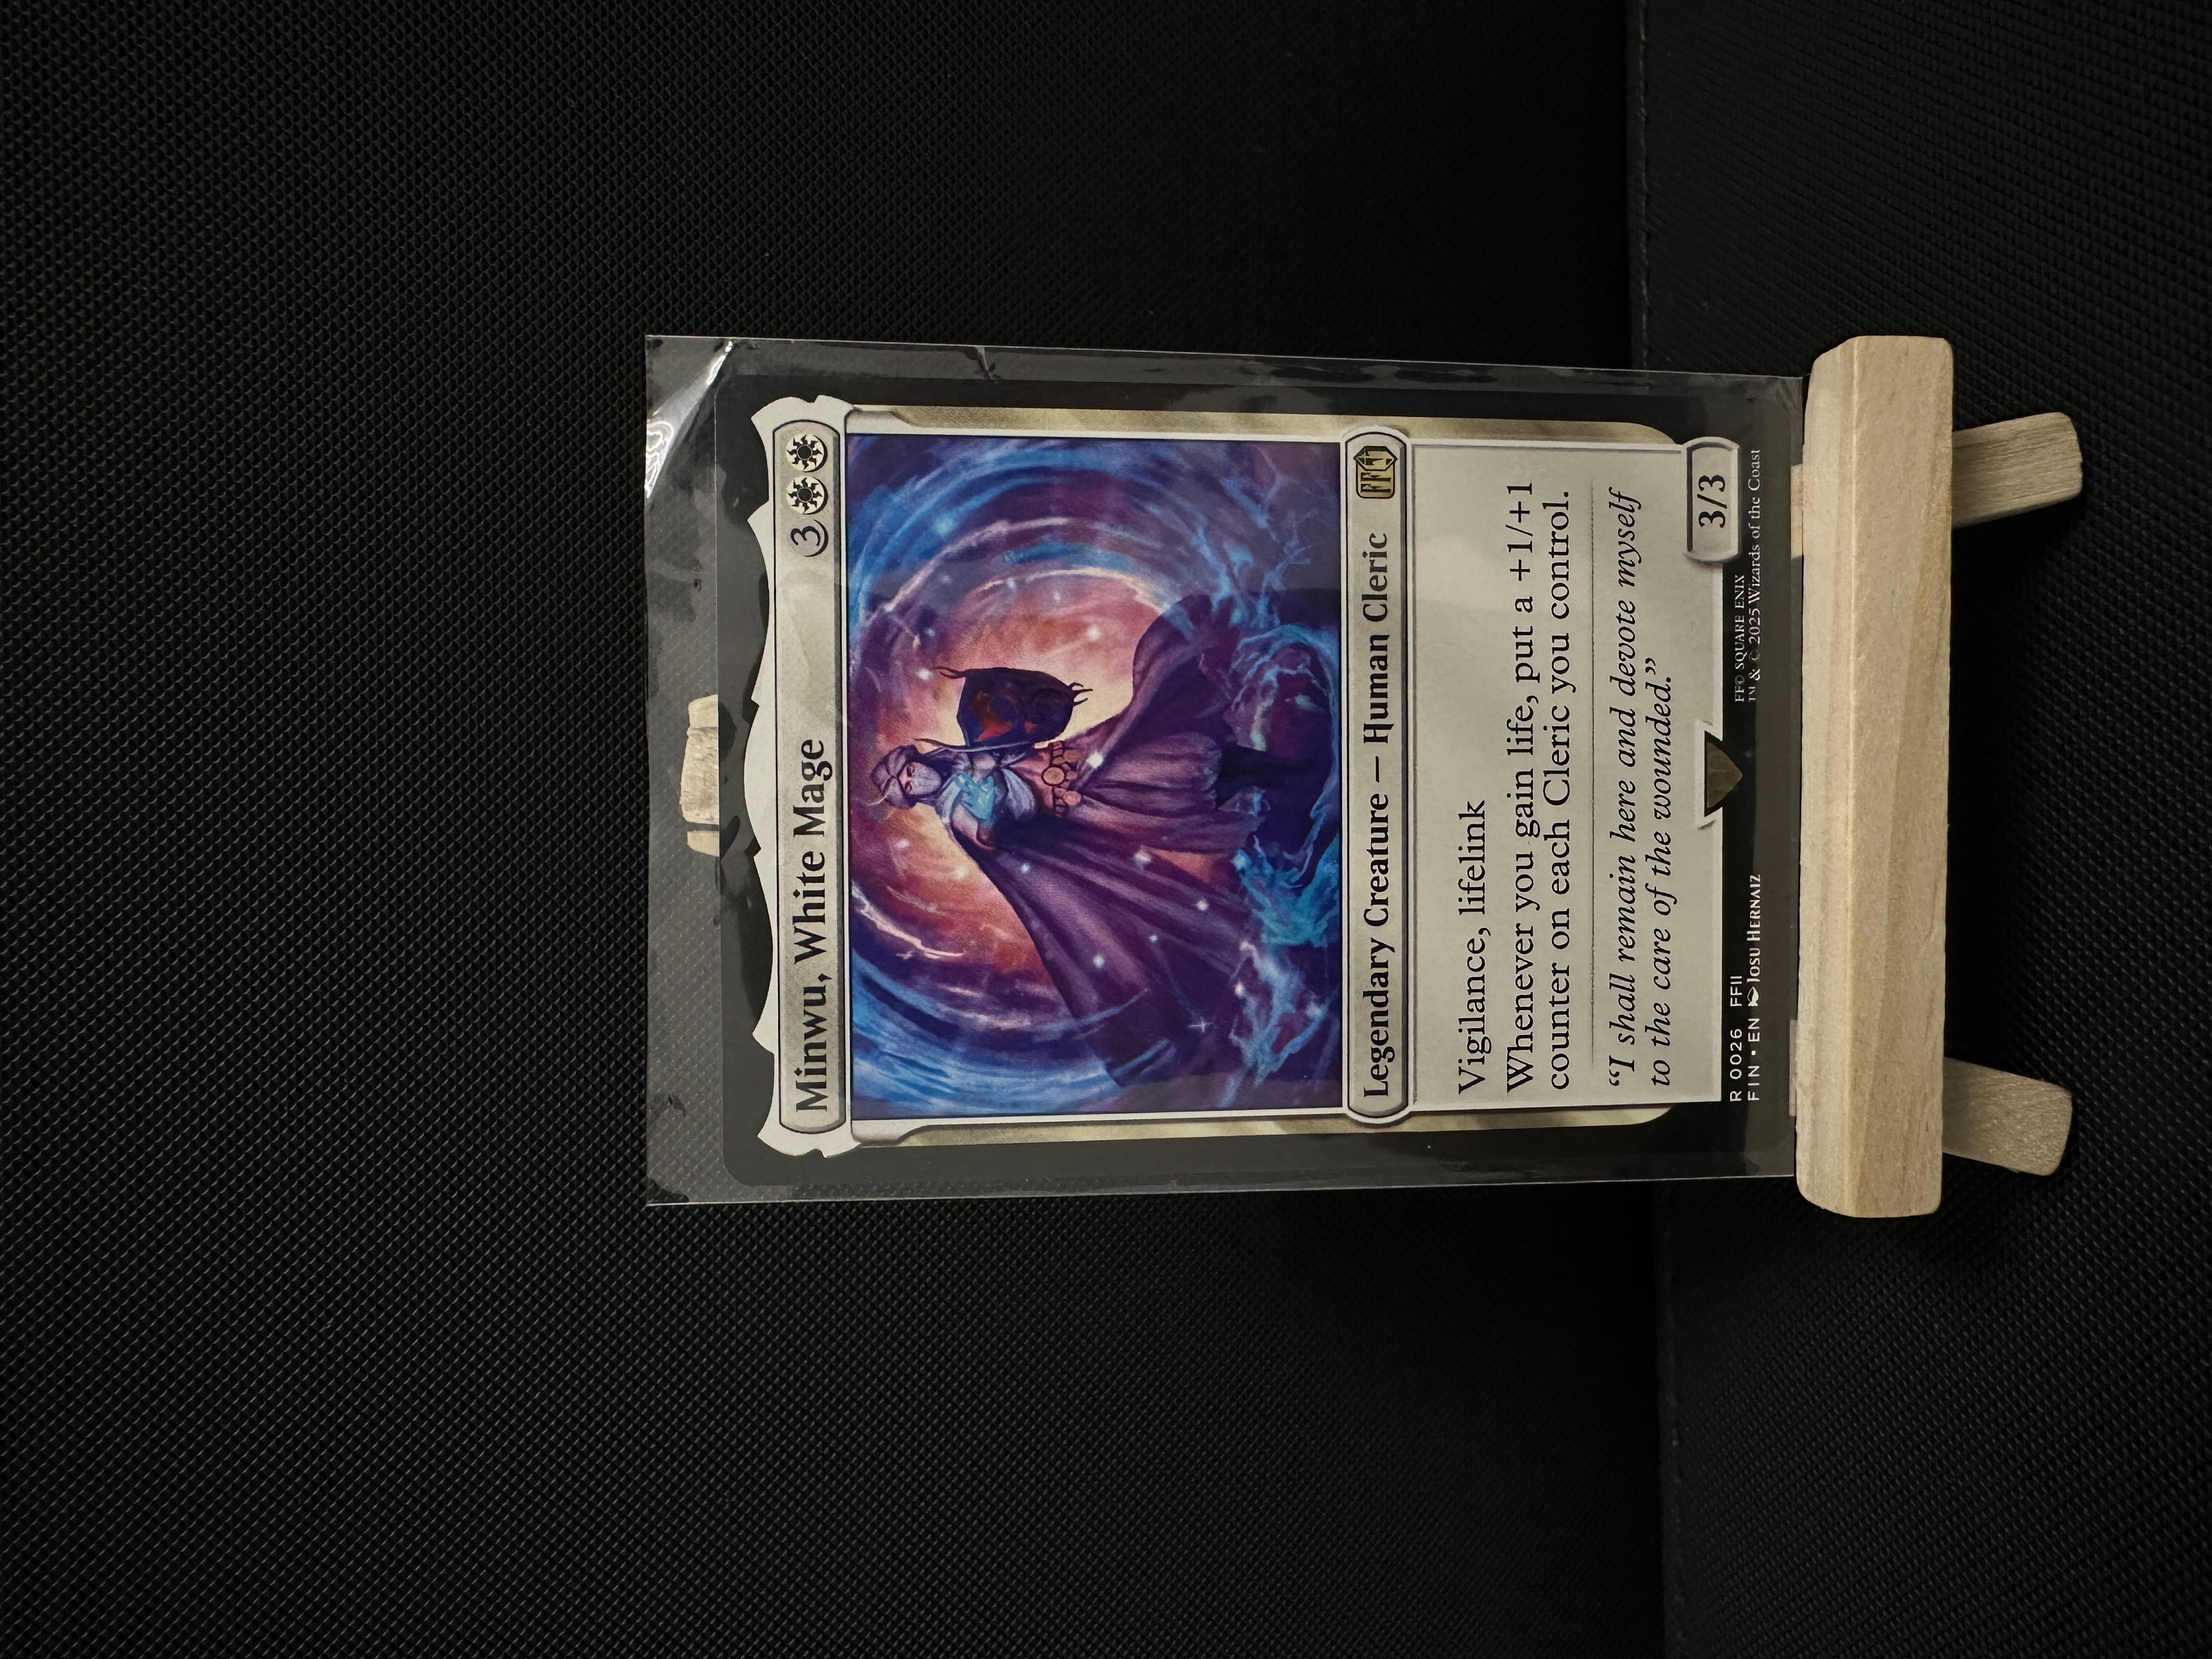 Minwu, White Mage 3
Legendary Creature — Human Cleric FF
Vigilance, lifelink
Whenever you gain life, put a +1/+1
counter on each Cleric you control.
“I shall remain here and devote myself
to the care of the wounded.”
3/3
R 0026 FFII
FIN • EN Josu Hernaiz
FF© SQUARE ENIX
™ & © 2025 Wizards of the Coast